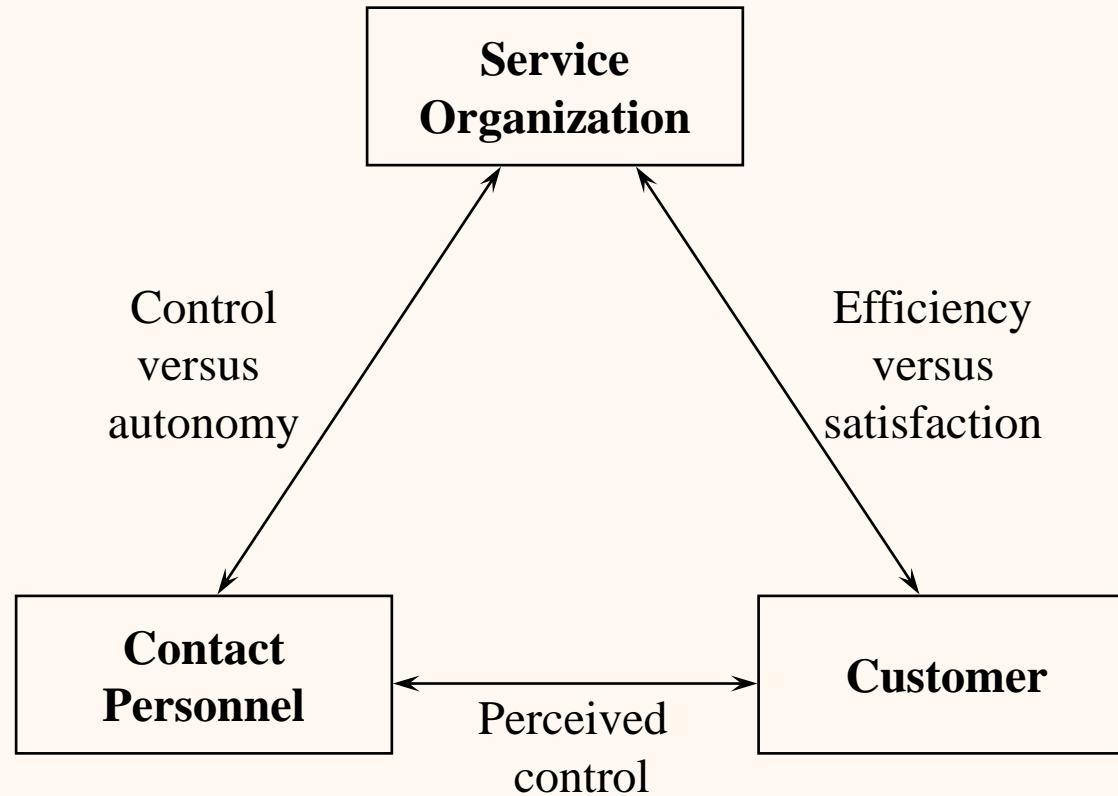 Service
Organization
Control
versus
autonomy
Efficiency
versus
satisfaction
Contact
Personnel
Perceived
control
Customer